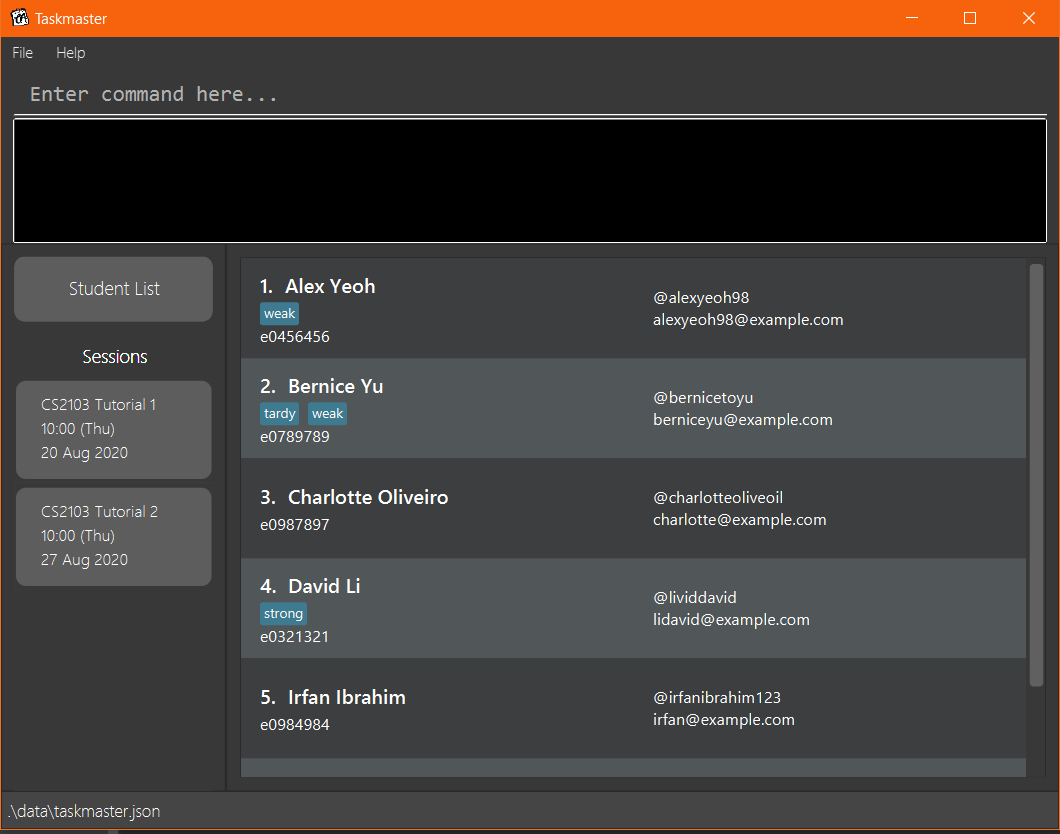 Taskmaster
File Help
Enter command here...
Student List
Sessions
CS2103 Tutorial 1
10:00 (Thu)
20 Aug 2020
CS2103 Tutorial 2
10:00 (Thu)
27 Aug 2020
1. Alex Yeoh
weak
e0456456
@alexyeoh98
alexyeoh98@example.com
2. Bernice Yu
tardy weak
e0789789
@bernicetoyu
berniceyu@example.com
3. Charlotte Oliveiro
e0987897
@charlotteoliveoil
charlotte@example.com
4. David Li
strong
e0321321
@lividdavid
lidavid@example.com
5. Irfan Ibrahim
e0984984
@irfanibrahim123
irfan@example.com
.\data\taskmaster.json